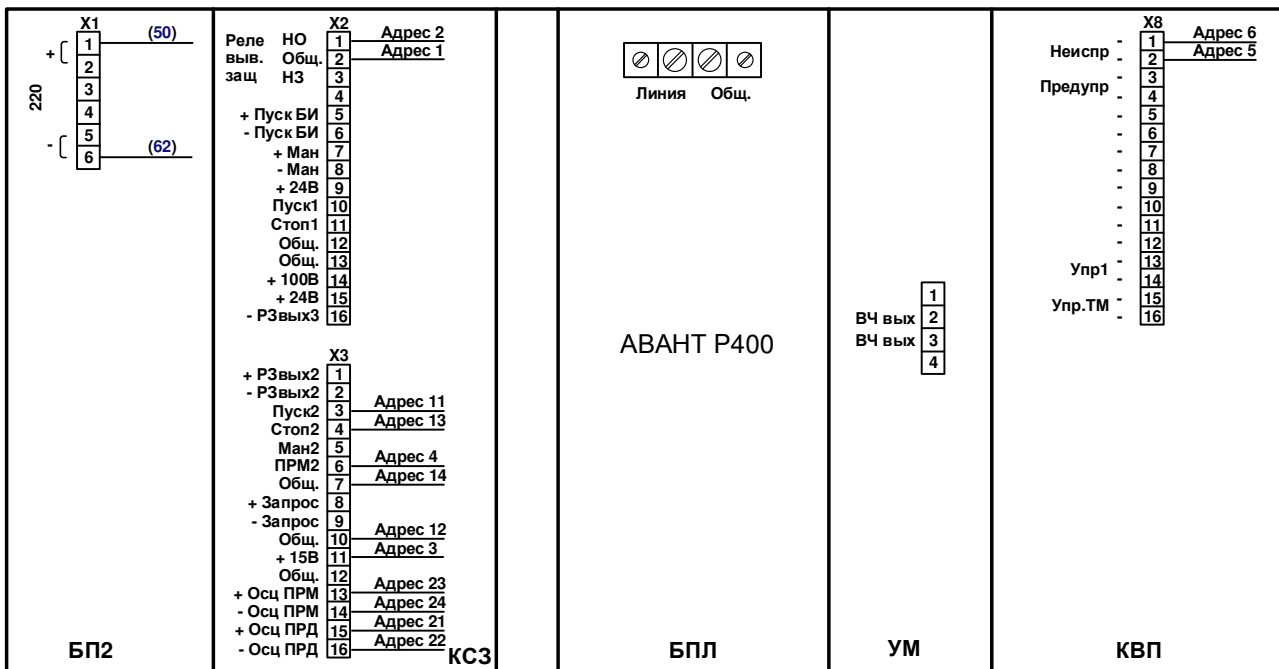 X1
1 (50)
+
2
220
3
4
5
-
6 (62)
БП2
X2
Реле НО 1 Адрес 2
выв. Общ. 2 Адрес 1
защ НЗ 3
4
+ Пуск БИ 5
- Пуск БИ 6
+ Ман 7
- Ман 8
+ 24В 9
Пуск1 10
Стоп1 11
Общ. 12
Общ. 13
+ 100В 14
+ 24В 15
- РЗвых3 16
X3
+ РЗвых2 1
- РЗвых2 2
Пуск2 3 Адрес 11
Стоп2 4 Адрес 13
Ман2 5
ПРМ2 6 Адрес 4
Общ. 7 Адрес 14
+ Запрос 8
- Запрос 9
Общ. 10 Адрес 12
+ 15В 11 Адрес 3
Общ. 12
+ Осц ПРМ 13 Адрес 23
- Осц ПРМ 14 Адрес 24
+ Осц ПРД 15 Адрес 21
- Осц ПРД 16 Адрес 22
КСЗ
Линия Общ.
АВАНТ Р400
БПЛ
1
ВЧ вых 2
ВЧ вых 3
4
УМ
X8
- 1 Адрес 6
Неиспр
- 2 Адрес 5
- 3
Предупр
- 4
- 5
- 6
- 7
- 8
- 9
- 10
- 11
- 12
- 13
Упр1
- 14
- 15
Упр.ТМ
- 16
КВП